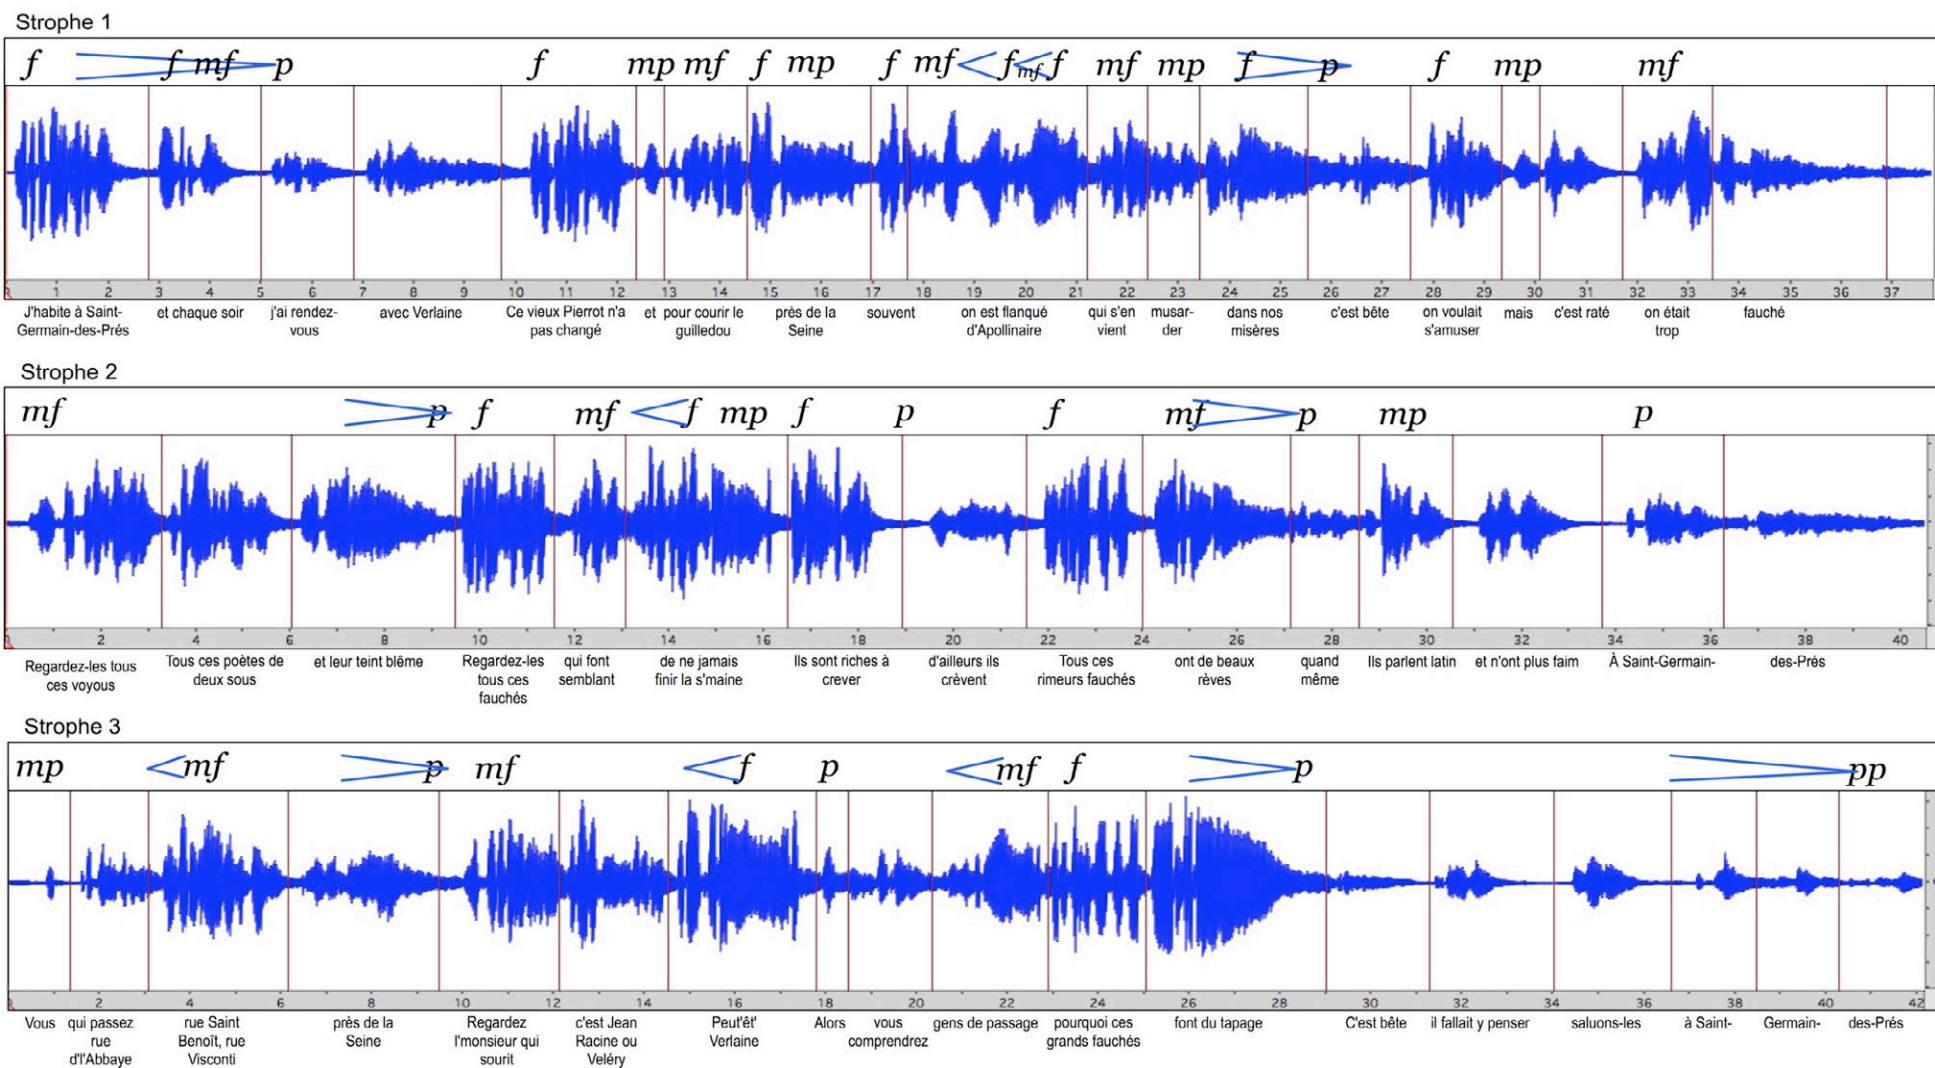 Strophe 1
f f mf p f mp mf f mp f mf f mf f mf mp f p f mp mf
1 2 3 4 5 6 7 8 9 10 11 12 13 14 15 16 17 18 19 20 21 22 23 24 25 26 27 28 29 30 31 32 33 34 35 36 37
J'habite à Saint- et chaque soir j'ai rendez- avec Verlaine Ce vieux Pierrot n'a et pour courir le près de la souvent on est flanqué qui s'en musar- dans nos c'est bête on voulait mais c'est raté on était fauché
Germain-des-Prés vous pas changé guilledou Seine d'Apollinaire vient der misères s'amuser trop
Strophe 2
mf p f mf f mp f p f mf p mp p
2 4 6 8 10 12 14 16 18 20 22 24 26 28 30 32 34 36 38 40
Regardez-les tous Tous ces poètes de et leur teint blême Regardez-les qui font de ne jamais Ils sont riches à d'ailleurs ils Tous ces ont de beaux quand Ils parlent latin et n'ont plus faim À Saint-Germain- des-Prés
ces voyous deux sous tous ces semblant finir la s'maine crever crèvent rimeurs fauchés rêves même
fauchés
Strophe 3
mp mf p mf f p mf f p pp
2 4 6 8 10 12 14 16 18 20 22 24 26 28 30 32 34 36 38 40 42
Vous qui passez rue Saint près de la Regardez c'est Jean Peut'êt' Alors vous gens de passage pourquoi ces font du tapage C'est bête il fallait y penser saluons-les à Saint- Germain- des-Prés
rue Benoît, rue Seine l'monsieur qui Racine ou Verlaine comprendrez grands fauchés
d'l'Abbaye Visconti sourit Veléry